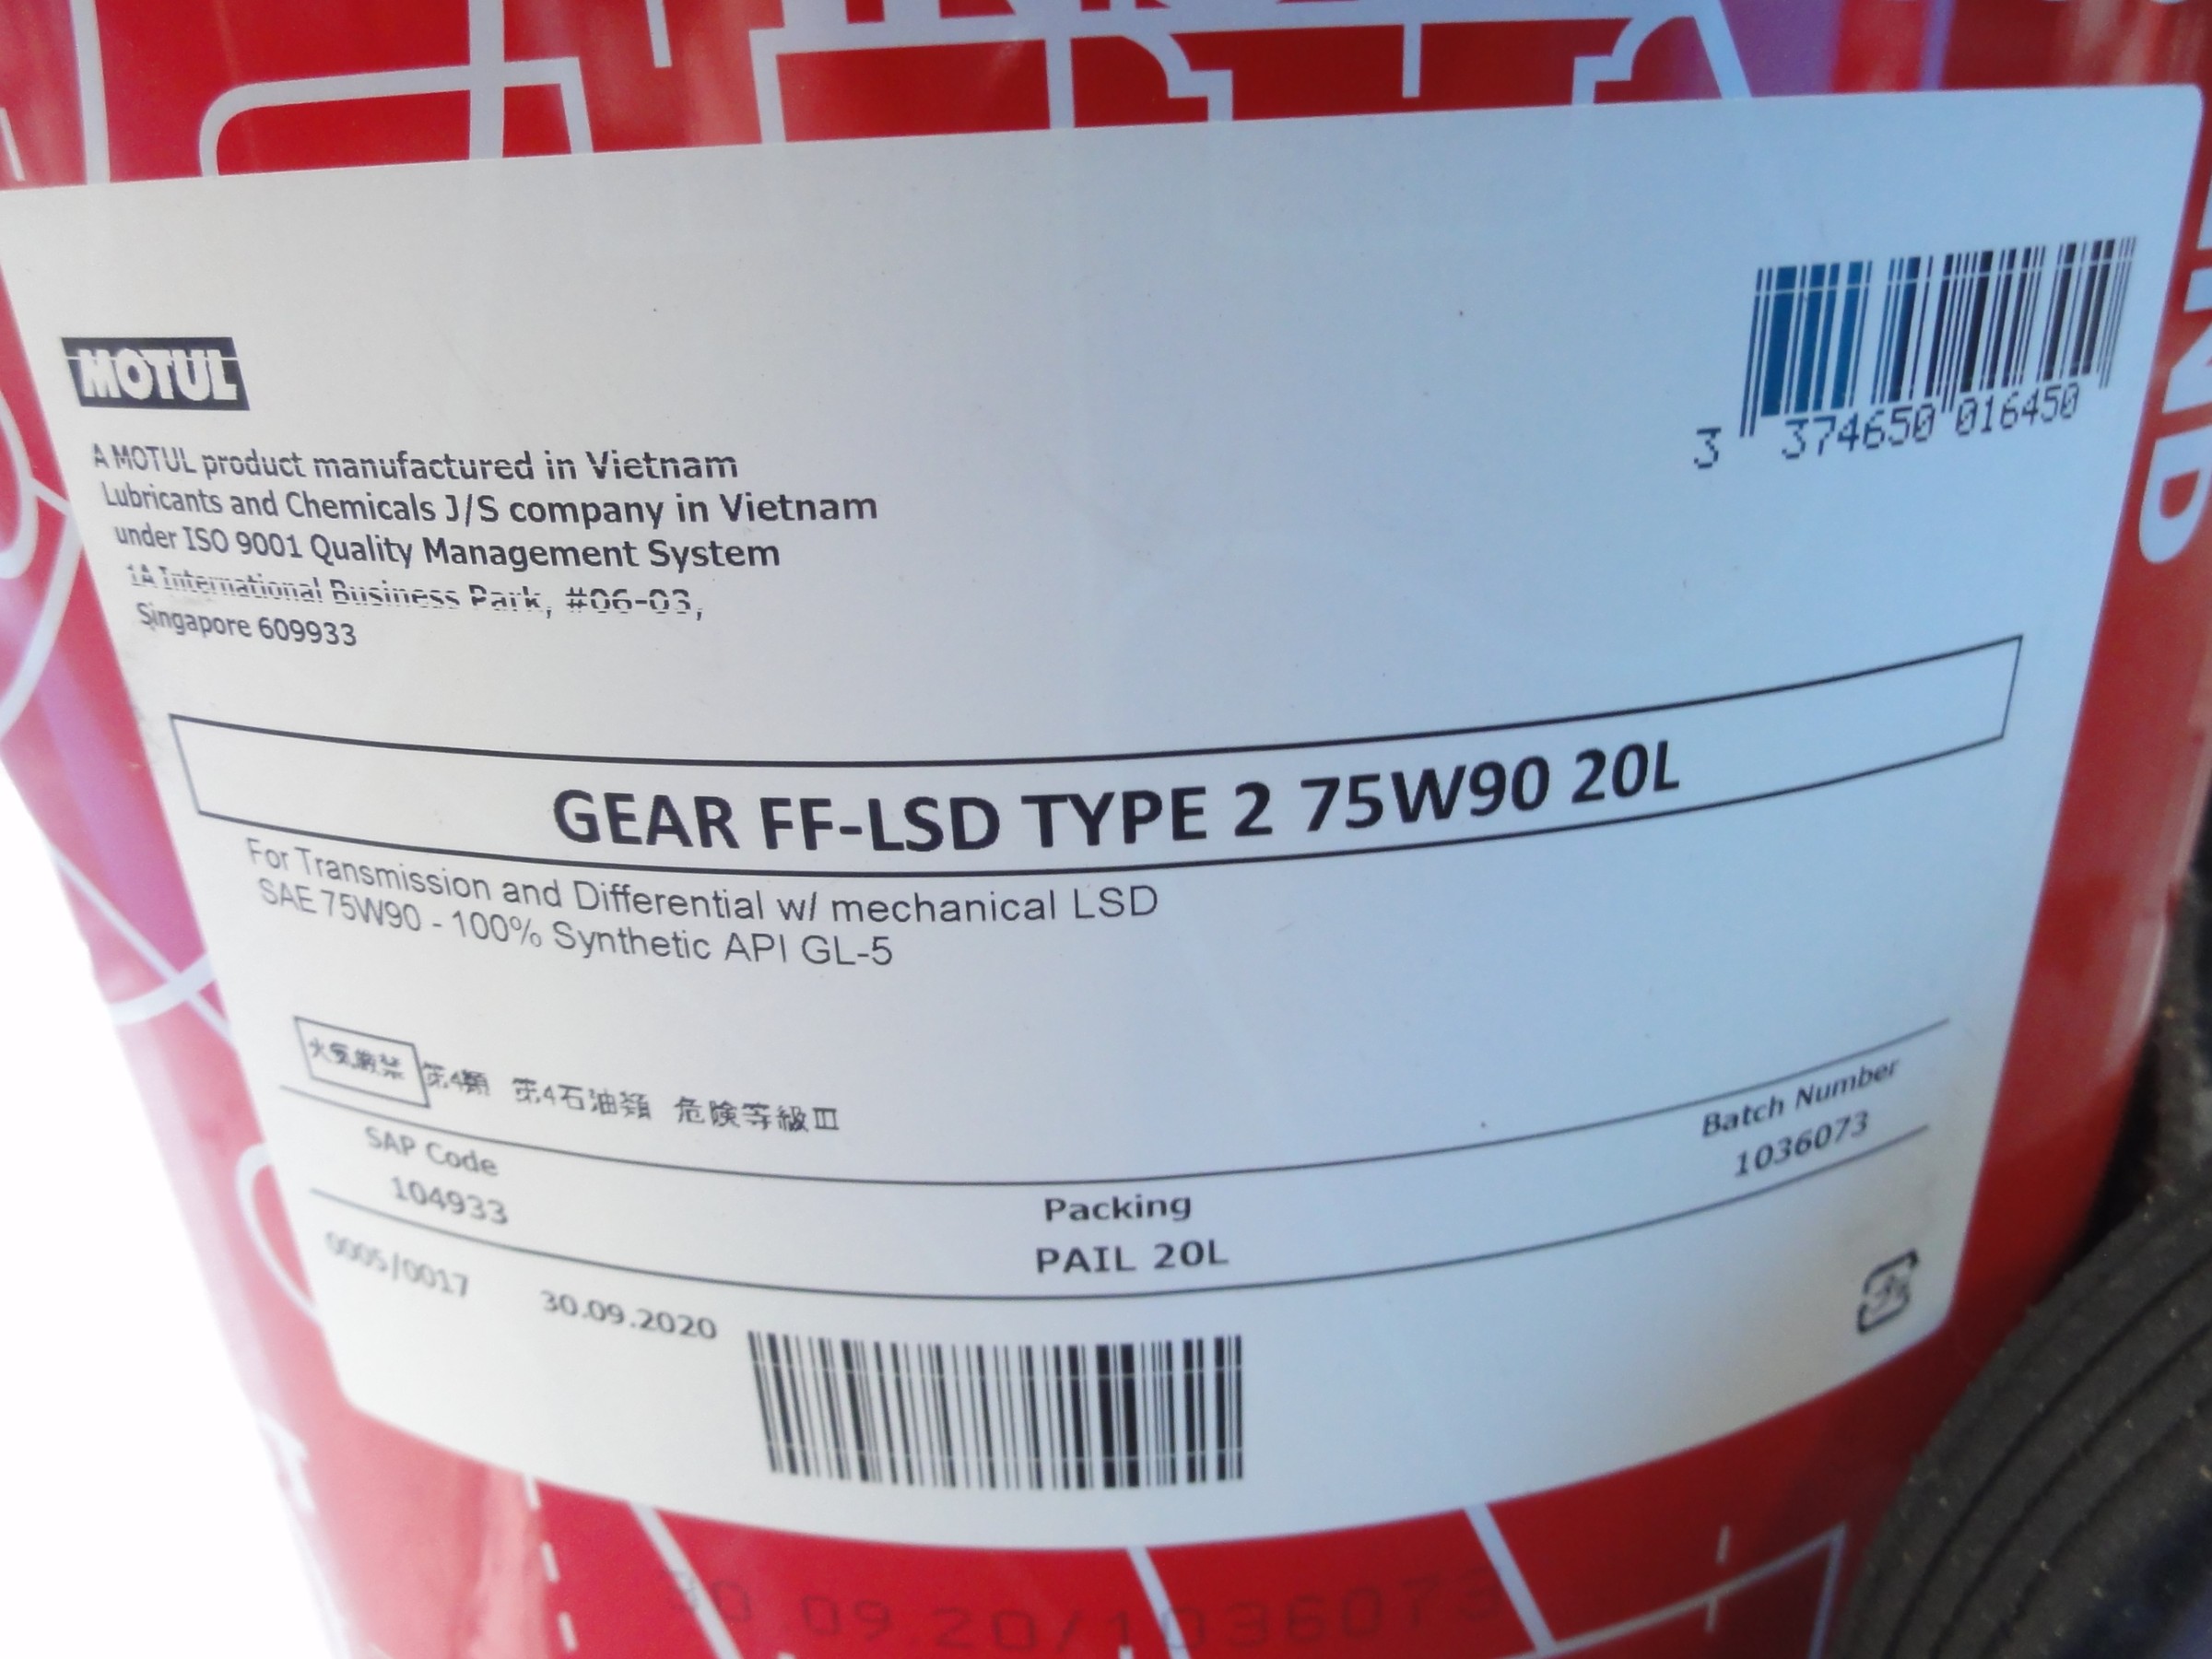 MOTUL
A MOTUL product manufactured in Vietnam
Lubricants and Chemicals J/S company in Vietnam
under ISO 9001 Quality Management System
1A International Business Park, #06-03,
Singapore 609933
3 374650 016450
GEAR FF-LSD TYPE 2 75W90 20L
For Transmission and Differential w/ mechanical LSD
SAE 75W90 - 100% Synthetic API GL-5
火気厳禁 第4類 第4石油類 危険等級Ⅲ
SAP Code
104933
Packing
PAIL 20L
Batch Number
1036073
0005/0017 30.09.2020
30.09.20/1036073